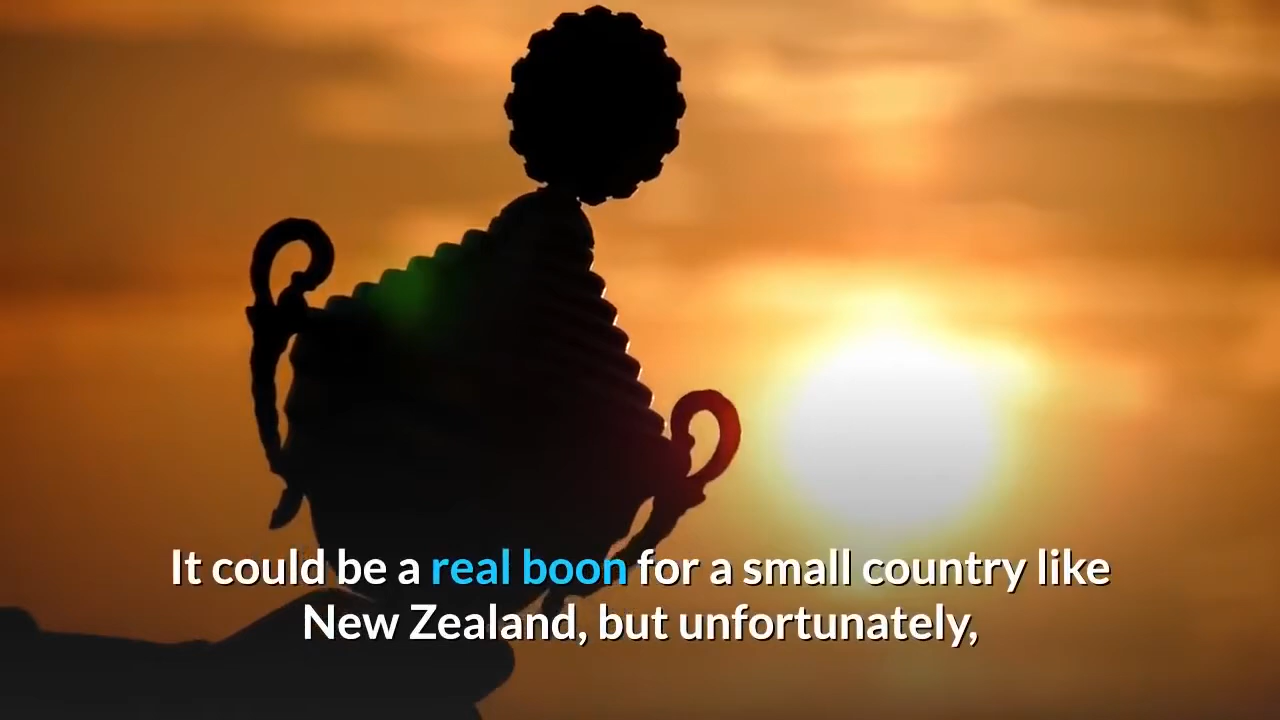 It could be a real boon for a small country like
New Zealand, but unfortunately,